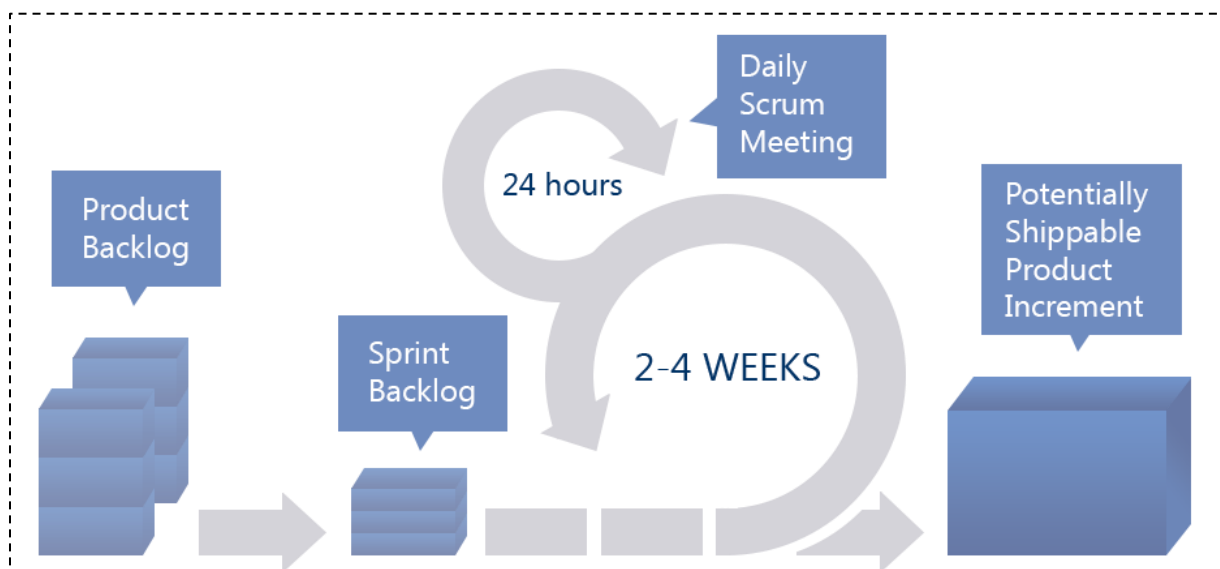 Product
Backlog
Sprint
Backlog
24 hours
Daily
Scrum
Meeting
2-4 WEEKS
Potentially
Shippable
Product
Increment